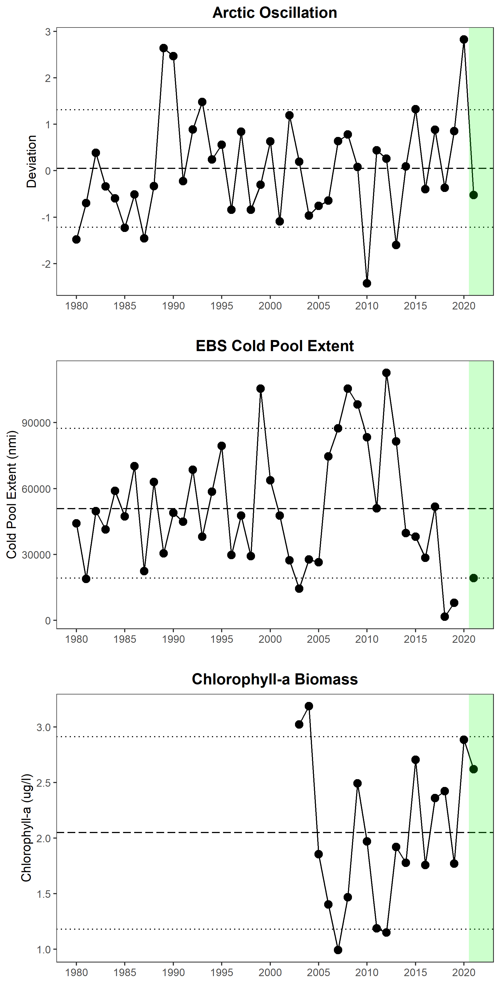 Arctic Oscillation
Deviation
3
2
1
0
-1
-2
1980 1985 1990 1995 2000 2005 2010 2015 2020
EBS Cold Pool Extent
Cold Pool Extent (nmi)
90000
60000
30000
0
1980 1985 1990 1995 2000 2005 2010 2015 2020
Chlorophyll-a Biomass
Chlorophyll-a (ug/l)
3.0
2.5
2.0
1.5
1.0
1980 1985 1990 1995 2000 2005 2010 2015 2020